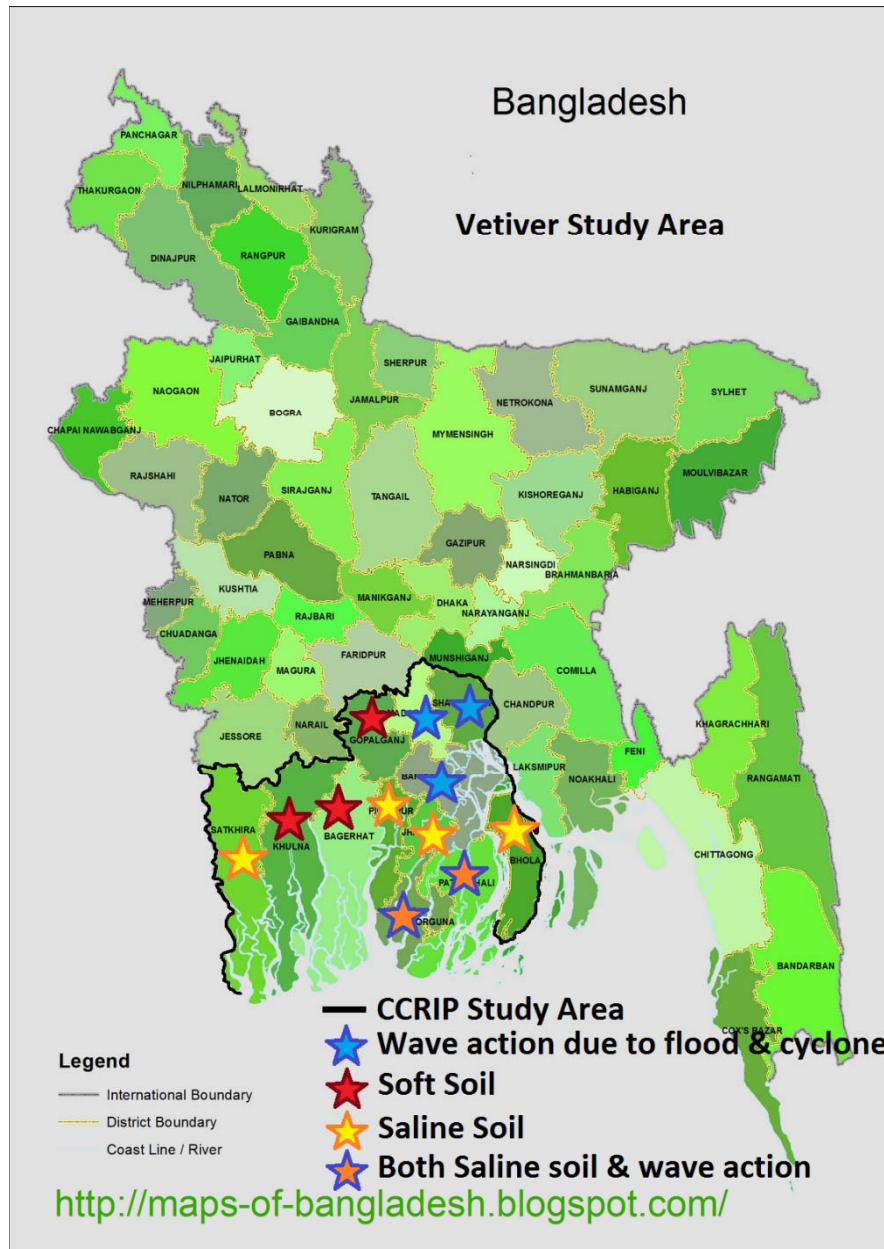 Bangladesh
Vetiver Study Area
PANCHAGAR
THAKURGAON
NILPHAMARI
LALMONIRHAT
KURIGRAM
DINAJPUR
RANGPUR
GAIBANDHA
JAIPURHAT
SHERPUR
NAOGAON
BOGRA
JAMALPUR
NETROKONA
SUNAMGANJ
SYLHET
CHAPAI NAWABGANJ
MYMENSINGH
MOULVIBAZAR
RAJSHAHI
NATOR
SIRAJGANJ
TANGAIL
KISHOREGANJ
HABIGANJ
PABNA
GAZIPUR
NARSINGDI
BRAHMANBARIA
KUSHTIA
MEHERPUR
MANIKGANJ
DHAKA
NARAYANGANJ
RAJBARI
CHUADANGA
JHENAIDAH
MAGURA
FARIDPUR
MUNSHIGANJ
COMILLA
CHANDPUR
KHAGRACHHARI
JESSORE
NARAIL
GOPALGANJ
LAKSMIPUR
NOAKHALI
FENI
RANGAMATI
SATKHIRA
KHULNA
BAGERHAT
BHOLA
CHITTAGONG
BANDARBAN
COX'S BAZAR
CCRIP Study Area
Wave action due to flood & cyclone
Soft Soil
Saline Soil
Both Saline soil & wave action
Legend
International Boundary
District Boundary
Coast Line / River
http://maps-of-bangladesh.blogspot.com/